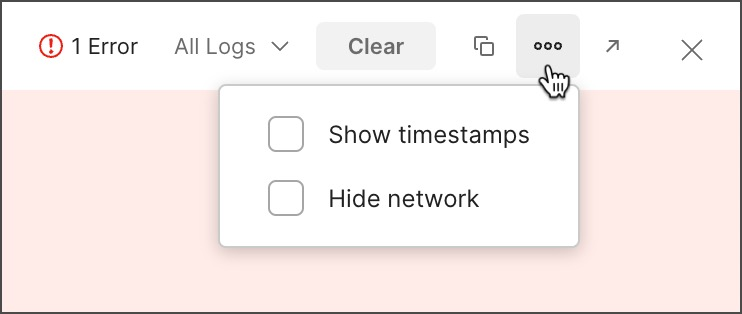 1 Error All Logs Clear
Show timestamps
Hide network